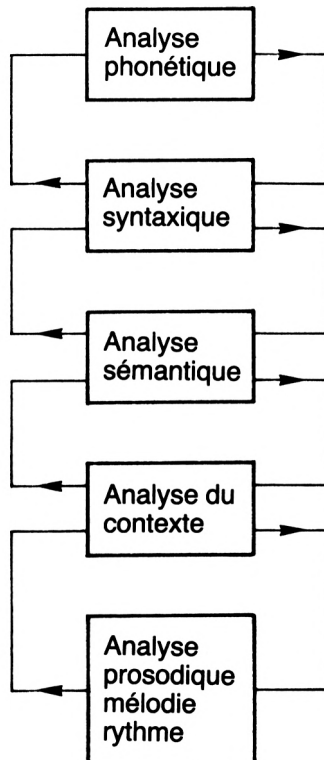 Analyse
phonétique
Analyse
syntaxique
Analyse
sémantique
Analyse du
contexte
Analyse
prosodique
mélodie
rythme